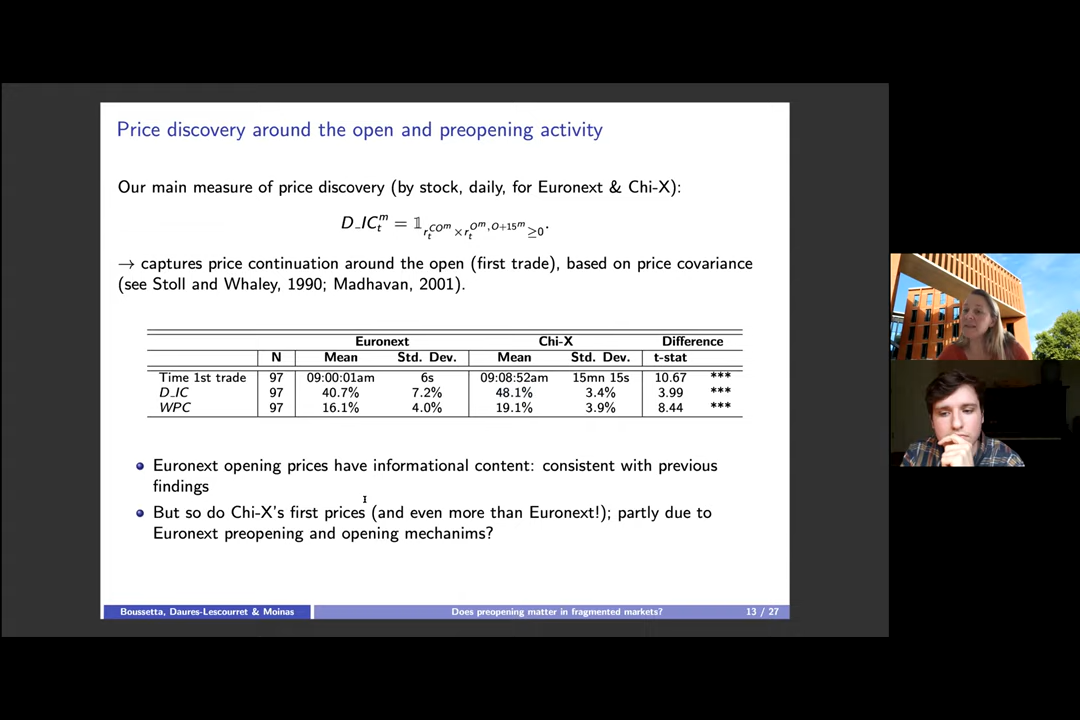 Price discovery around the open and preopening activity
Our main measure of price discovery (by stock, daily, for Euronext & Chi-X):
D_IC_t^m = 𝟙_{r_t^{CO^m} × r_t^{O^m,O+15^m} ≥0}.
→ captures price continuation around the open (first trade), based on price covariance
(see Stoll and Whaley, 1990; Madhavan, 2001).
Euronext Chi-X Difference
N Mean Std. Dev. Mean Std. Dev. t-stat
Time 1st trade 97 09:00:01am 6s 09:08:52am 15mn 15s 10.67 ***
D_IC 97 40.7% 7.2% 48.1% 3.4% 3.99 ***
WPC 97 16.1% 4.0% 19.1% 3.9% 8.44 ***
Euronext opening prices have informational content: consistent with previous
findings
But so do Chi-X's first prices (and even more than Euronext!); partly due to
Euronext preopening and opening mechanims?
Boussetta, Daures-Lescourret & Moinas Does preopening matter in fragmented markets? 13 / 27